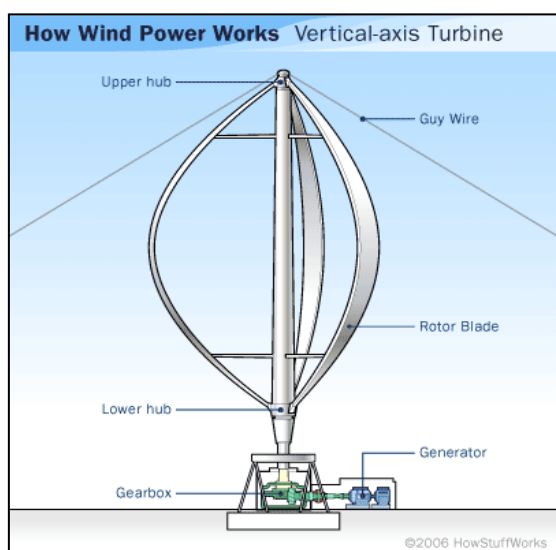 How Wind Power Works Vertical-axis Turbine
Upper hub
Guy Wire
Rotor Blade
Lower hub
Generator
Gearbox
©2006 HowStuffWorks